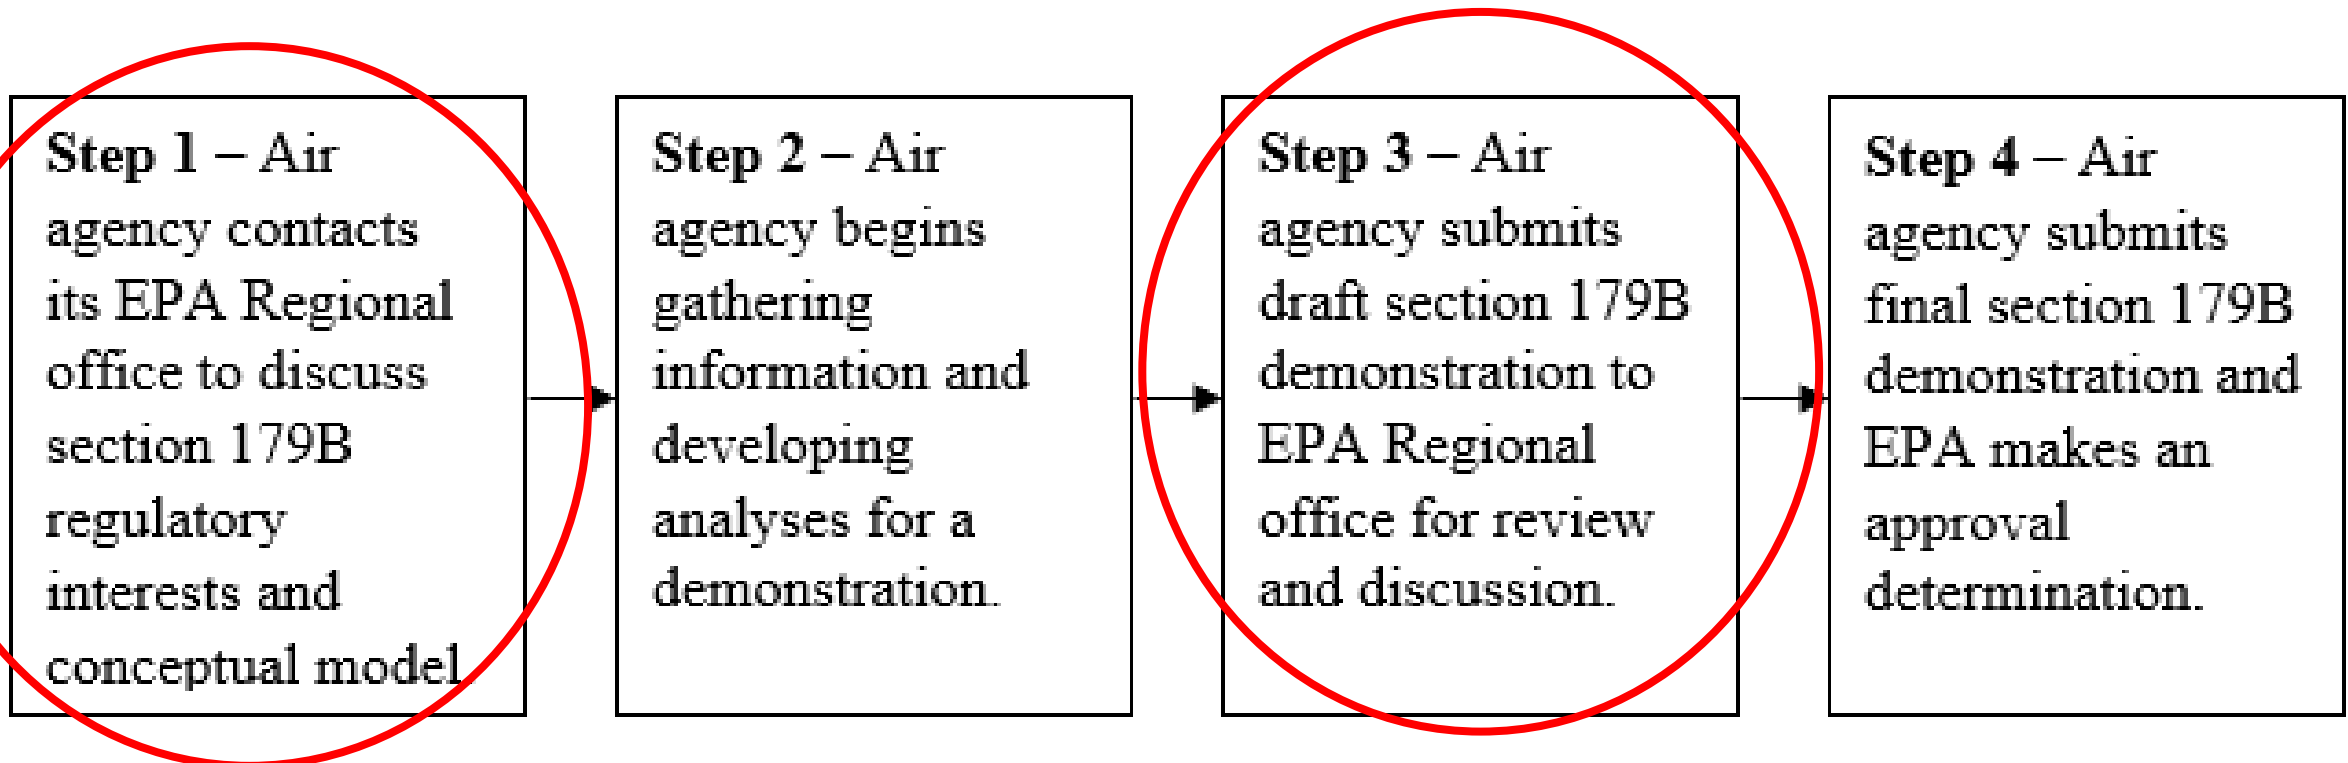 Step 1 – Air
agency contacts
its EPA Regional
office to discuss
section 179B
regulatory
interests and
conceptual model
Step 2 – Air
agency begins
gathering
information and
developing
analyses for a
demonstration.
Step 3 – Air
agency submits
draft section 179B
demonstration to
EPA Regional
office for review
and discussion.
Step 4 – Air
agency submits
final section 179B
demonstration and
EPA makes an
approval
determination.